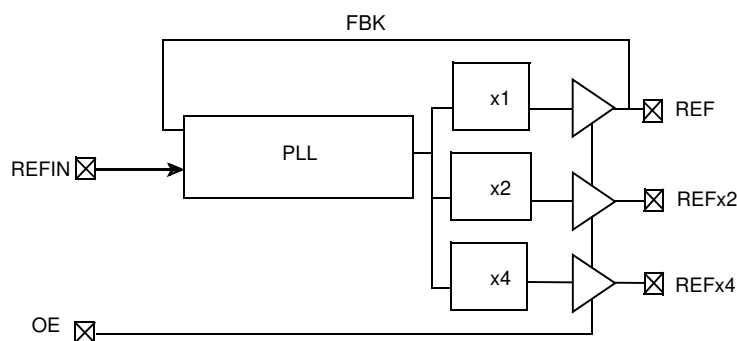 FBK
x1
REF
PLL
REFIN
x2
REFx2
x4
REFx4
OE